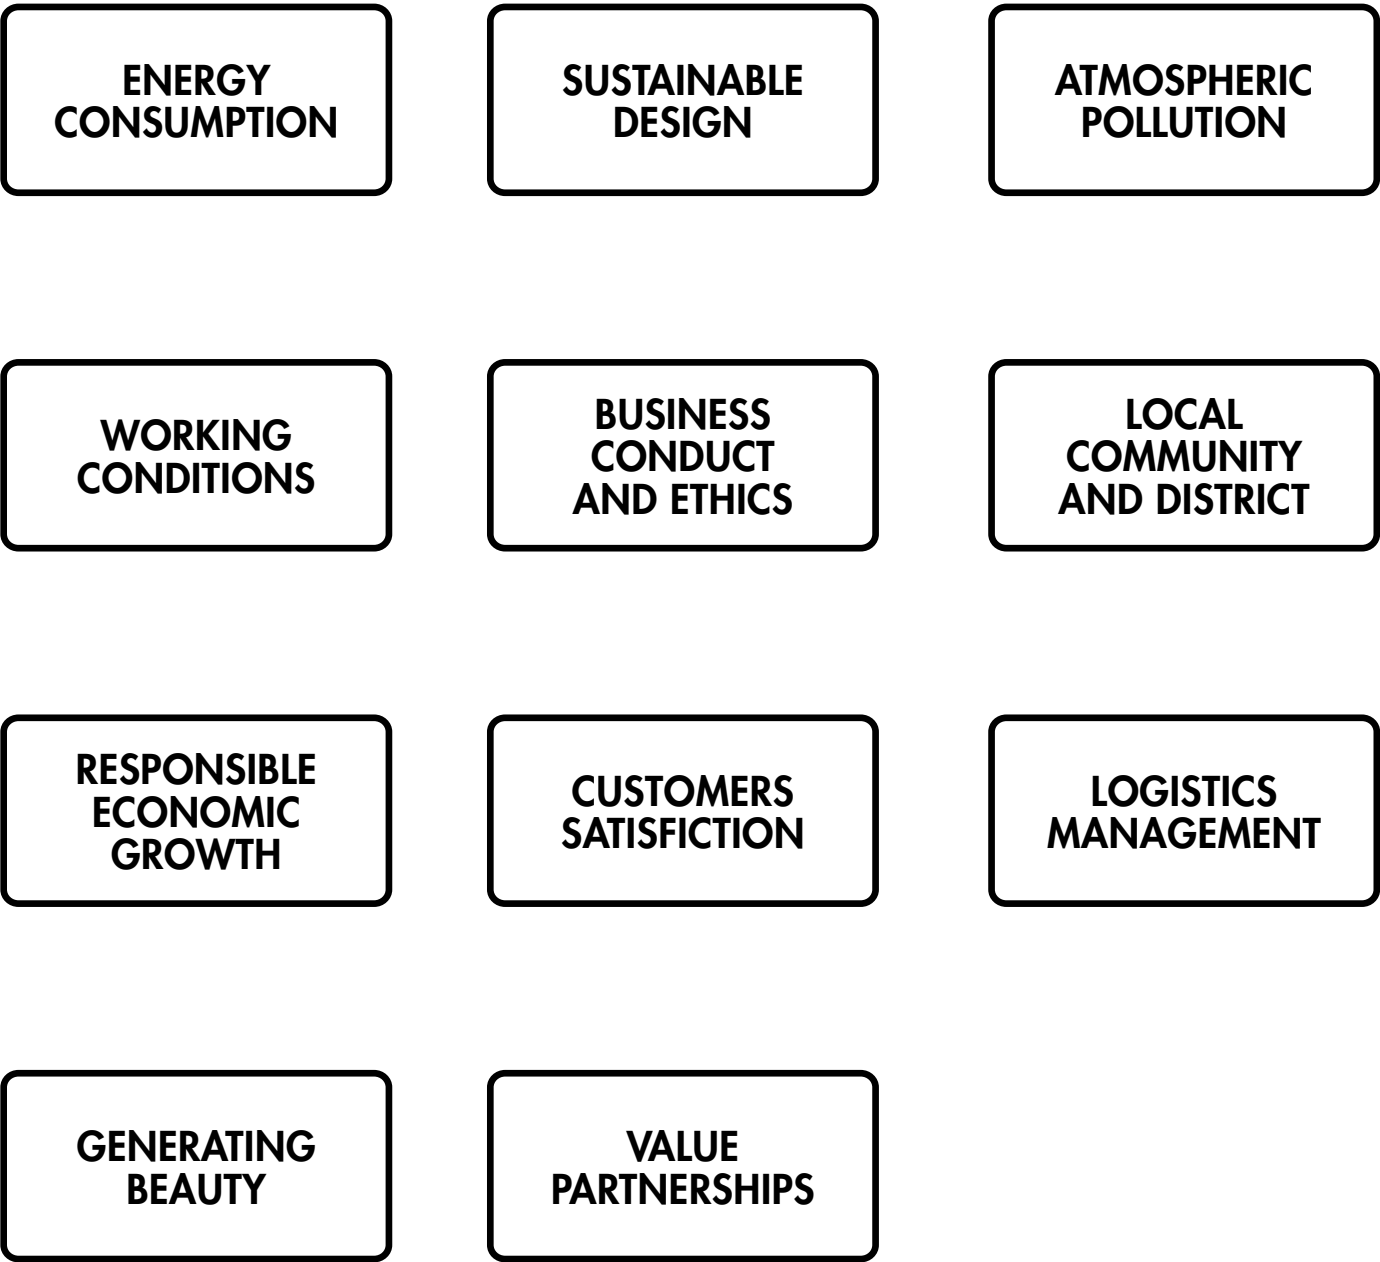 ENERGY
CONSUMPTION
SUSTAINABLE
DESIGN
ATMOSPHERIC
POLLUTION
WORKING
CONDITIONS
BUSINESS
CONDUCT
AND ETHICS
LOCAL
COMMUNITY
AND DISTRICT
RESPONSIBLE
ECONOMIC
GROWTH
CUSTOMERS
SATISFICTION
LOGISTICS
MANAGEMENT
GENERATING
BEAUTY
VALUE
PARTNERSHIPS